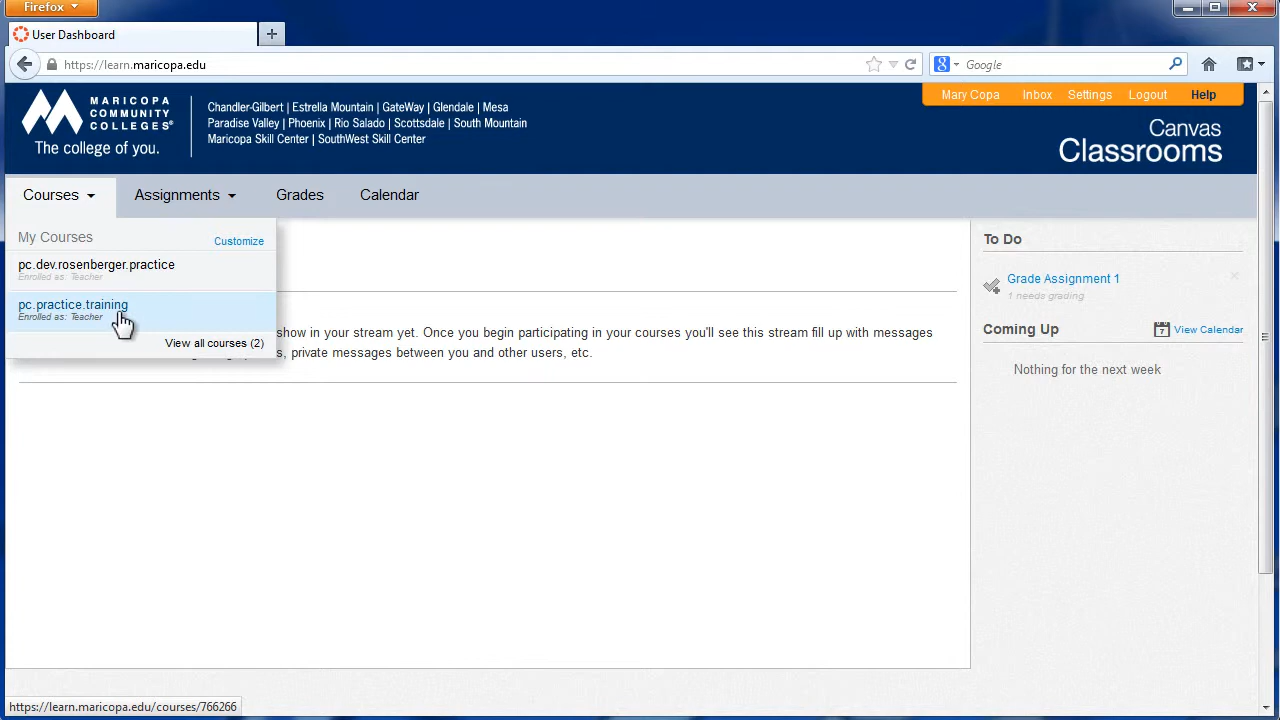 Firefox
User Dashboard
https://learn.maricopa.edu
Google
MARICOPA
COMMUNITY
COLLEGES
The college of you.
Chandler-Gilbert | Estrella Mountain | GateWay | Glendale | Mesa
Paradise Valley | Phoenix | Rio Salado | Scottsdale | South Mountain
Maricopa Skill Center | SouthWest Skill Center
Mary Copa Inbox Settings Logout Help
Canvas
Classrooms
Courses Assignments Grades Calendar
My Courses Customize
pc.dev.rosenberger.practice
Enrolled as: Teacher
pc.practice.training
Enrolled as: Teacher
View all courses (2)
show in your stream yet. Once you begin participating in your courses you'll see this stream fill up with messages
s, private messages between you and other users, etc.
To Do
Grade Assignment 1
1 needs grading
Coming Up 7 View Calendar
Nothing for the next week
https://learn.maricopa.edu/courses/766266